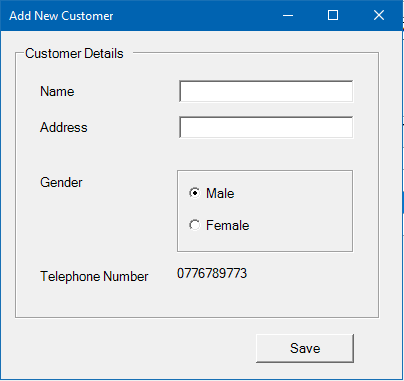 Add New Customer
Customer Details
Name
Address
Gender
Male
Female
Telephone Number 0776789773
Save